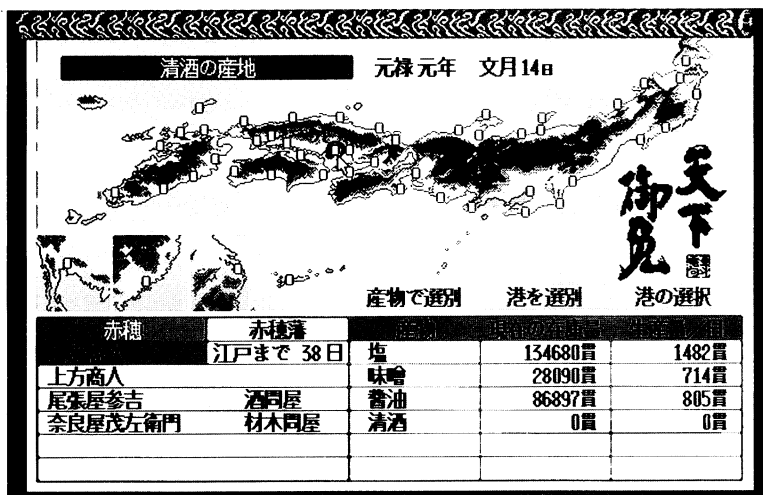 清酒の産地
元禄元年 文月14日
天下御免
産物で選別 港を選別 港の選択
赤穂 赤穂藩 産物
江戸まで 38日 塩 134680貫 1482貫
上方商人 味噌 28090貫 714貫
尾張屋参吉 酒問屋 醤油 86897貫 805貫
奈良屋茂左衛門 材木問屋 清酒 0貫 0貫